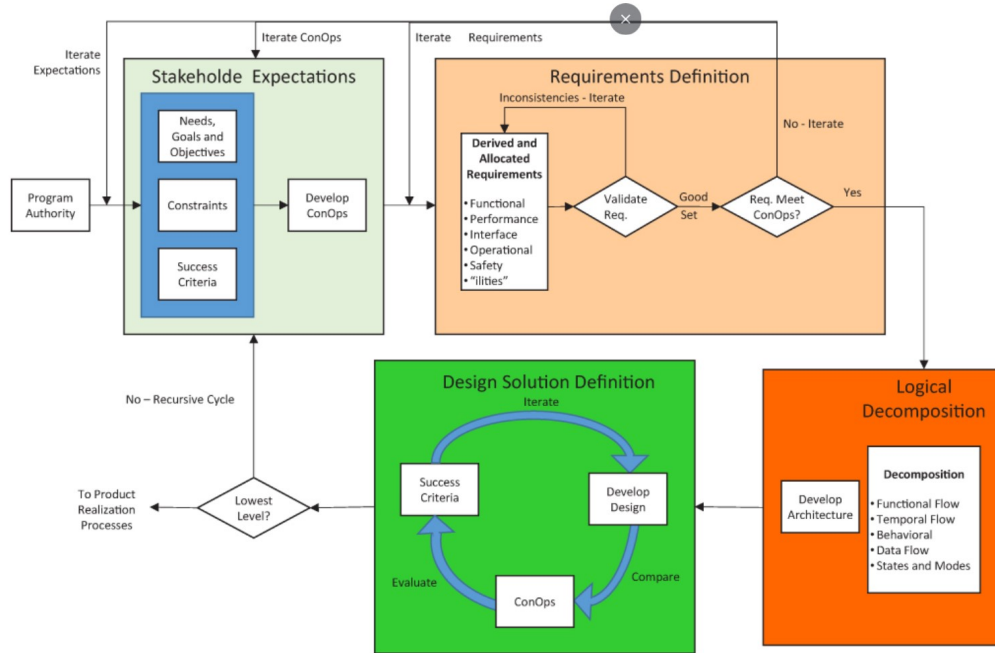 Iterate
Expectations
Iterate ConOps
Iterate Requirements
Stakeholde Expectations
Needs,
Goals and
Objectives
Constraints
Success
Criteria
Program
Authority
Develop
ConOps
Requirements Definition
Inconsistencies - Iterate
No - Iterate
Derived and
Allocated
Requirements
• Functional
• Performance
• Interface
• Operational
• Safety
• “ilities”
Validate
Req.
Good
Set
Req. Meet
ConOps?
Yes
Logical
Decomposition
Develop
Architecture
Decomposition
• Functional Flow
• Temporal Flow
• Behavioral
• Data Flow
• States and Modes
Design Solution Definition
Iterate
Success
Criteria
Develop
Design
Evaluate
Compare
ConOps
No – Recursive Cycle
Lowest
Level?
To Product
Realization
Processes